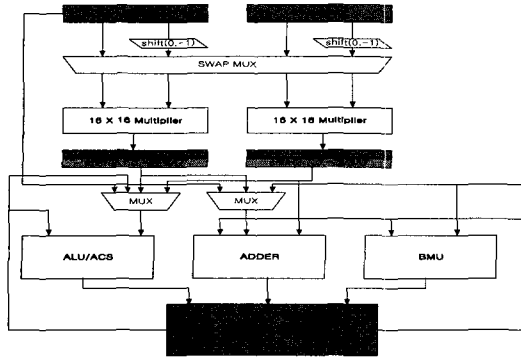 shift(0,-1)
shift(0,-1)
SWAP MUX
16 X 16 Multiplier
16 X 16 Multiplier
MUX
MUX
ALU/ACS
ADDER
BMU